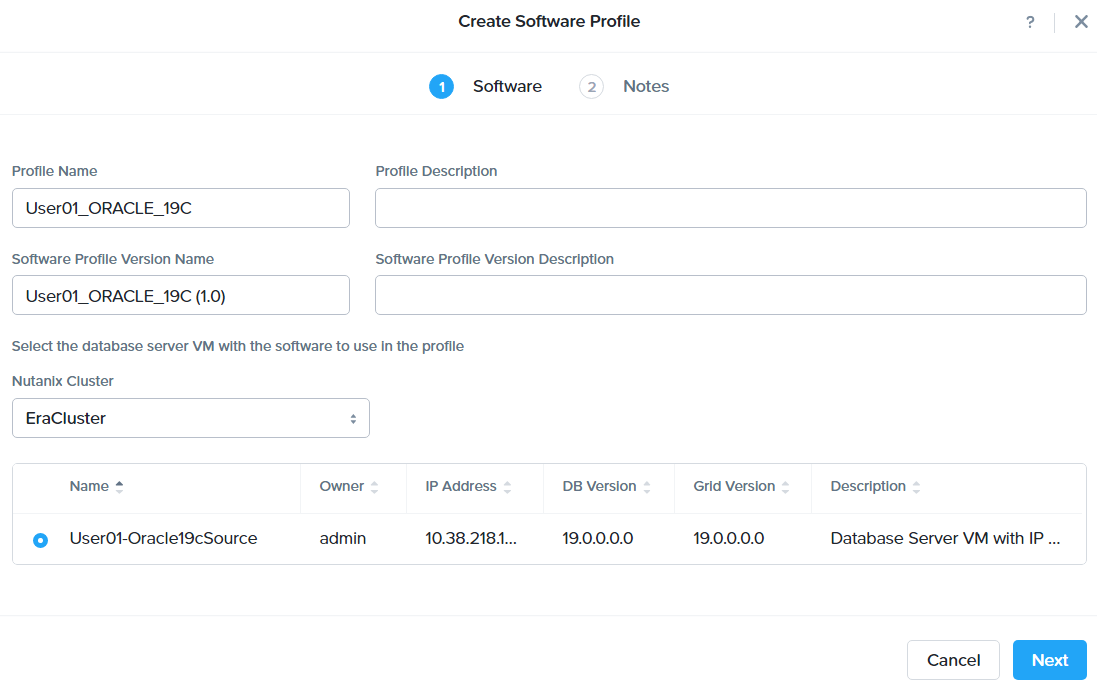 Create Software Profile
?
1 Software 2 Notes
Profile Name Profile Description
User01_ORACLE_19C
Software Profile Version Name Software Profile Version Description
User01_ORACLE_19C (1.0)
Select the database server VM with the software to use in the profile
Nutanix Cluster
EraCluster
Name Owner IP Address DB Version Grid Version Description
User01-Oracle19cSource admin 10.38.218.1... 19.0.0.0.0 19.0.0.0.0 Database Server VM with IP ...
Cancel Next